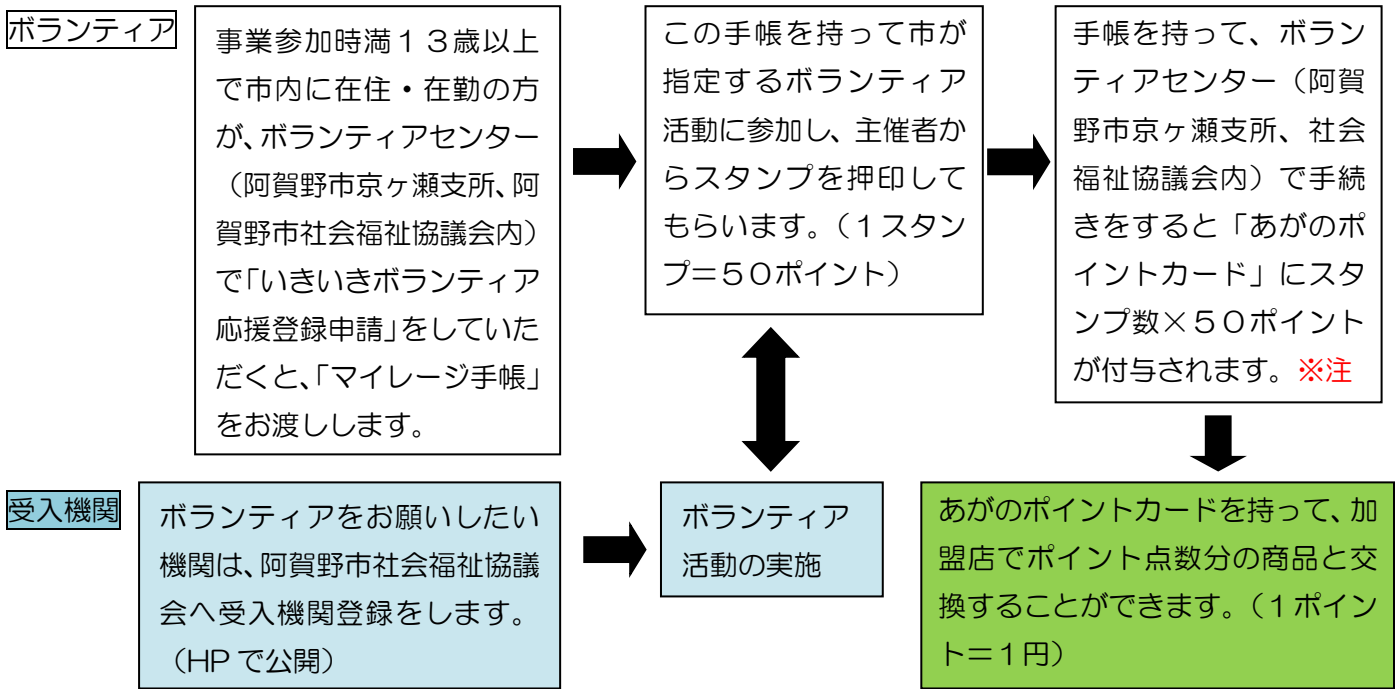 ボランティア
事業参加時満１３歳以上
で市内に在住・在勤の方
が、ボランティアセンター
（阿賀野市京ヶ瀬支所、阿
賀野市社会福祉協議会内）
で「いきいきボランティア
応援登録申請」をしていた
だくと、「マイレージ手帳」
をお渡しします。
この手帳を持って市が
指定するボランティア
活動に参加し、主催者か
らスタンプを押印して
もらいます。（１スタン
プ＝５０ポイント）
手帳を持って、ボラン
ティアセンター（阿賀
野市京ヶ瀬支所、社会
福祉協議会内）で手続
きをすると「あがのポ
イントカード」にスタ
ンプ数×５０ポイント
が付与されます。※注
受入機関
ボランティアをお願いしたい
機関は、阿賀野市社会福祉協議
会へ受入機関登録をします。
（HP で公開）
ボランティア
活動の実施
あがのポイントカードを持って、加
盟店でポイント点数分の商品と交
換することができます。（１ポイン
ト＝１円）